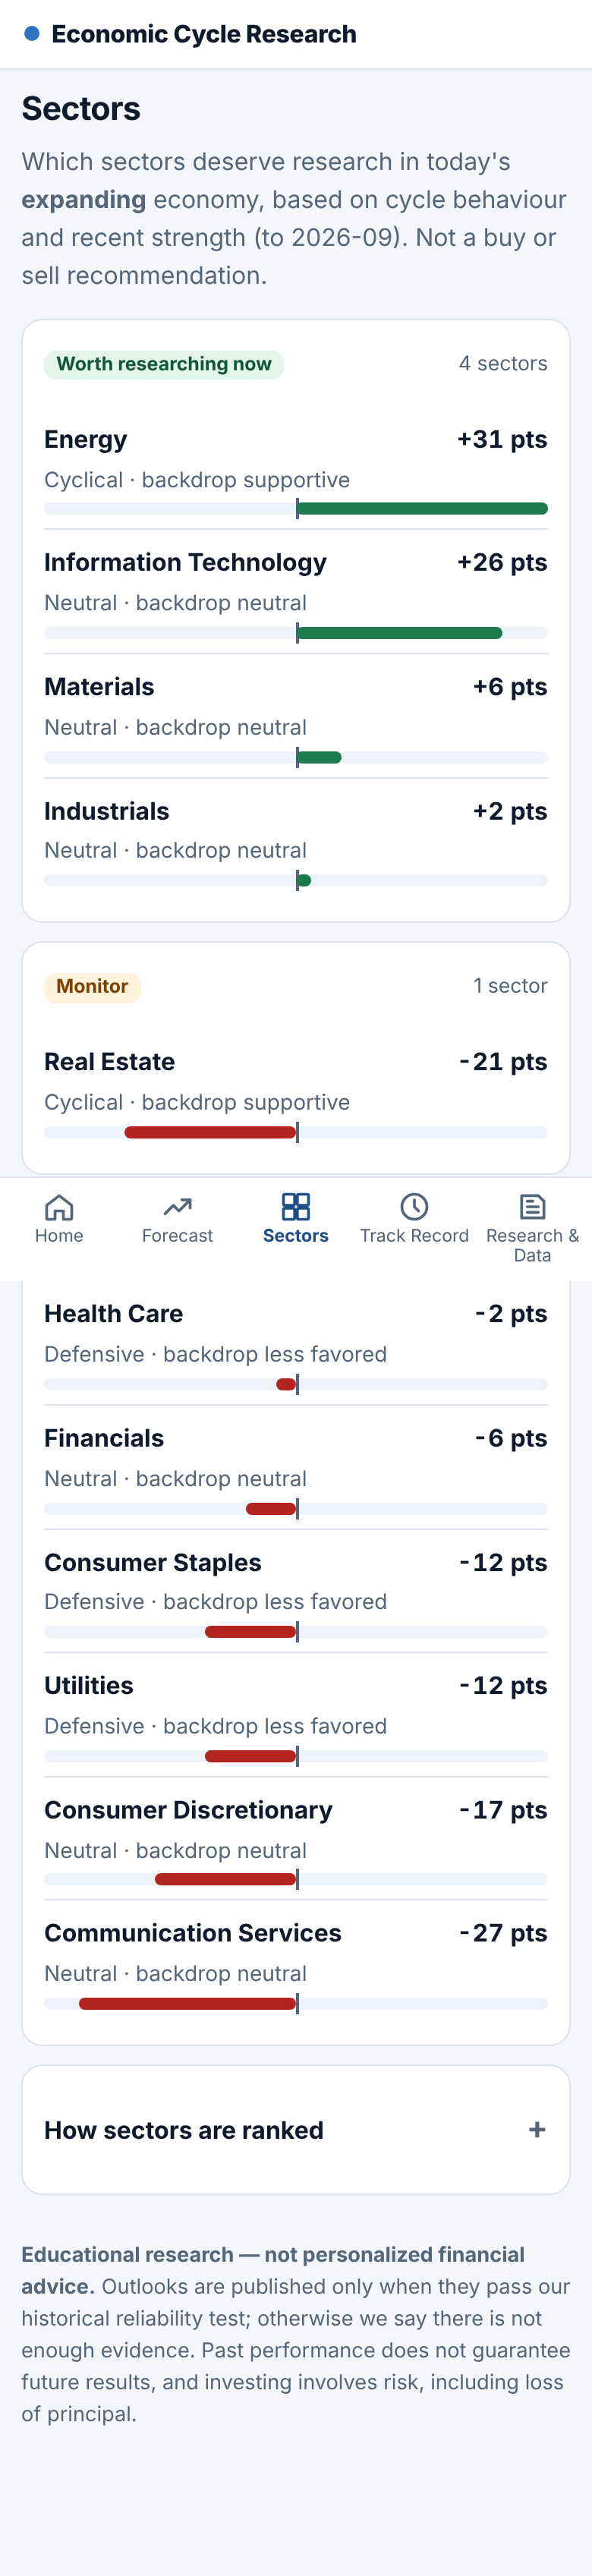 Economic Cycle Research
Sectors
Which sectors deserve research in today's
expanding economy, based on cycle behaviour
and recent strength (to 2026-09). Not a buy or
sell recommendation.
Worth researching now
4 sectors
Energy
+31 pts
Cyclical · backdrop supportive
Information Technology
+26 pts
Neutral · backdrop neutral
Materials
+6 pts
Neutral · backdrop neutral
Industrials
+2 pts
Neutral · backdrop neutral
Monitor
1 sector
Real Estate
-21 pts
Cyclical · backdrop supportive
Home
Forecast
Sectors
Track Record
Research &
Data
Health Care
-2 pts
Defensive · backdrop less favored
Financials
-6 pts
Neutral · backdrop neutral
Consumer Staples
-12 pts
Defensive · backdrop less favored
Utilities
-12 pts
Defensive · backdrop less favored
Consumer Discretionary
-17 pts
Neutral · backdrop neutral
Communication Services
-27 pts
Neutral · backdrop neutral
How sectors are ranked
+
Educational research — not personalized financial
advice. Outlooks are published only when they pass our
historical reliability test; otherwise we say there is not
enough evidence. Past performance does not guarantee
future results, and investing involves risk, including loss
of principal.